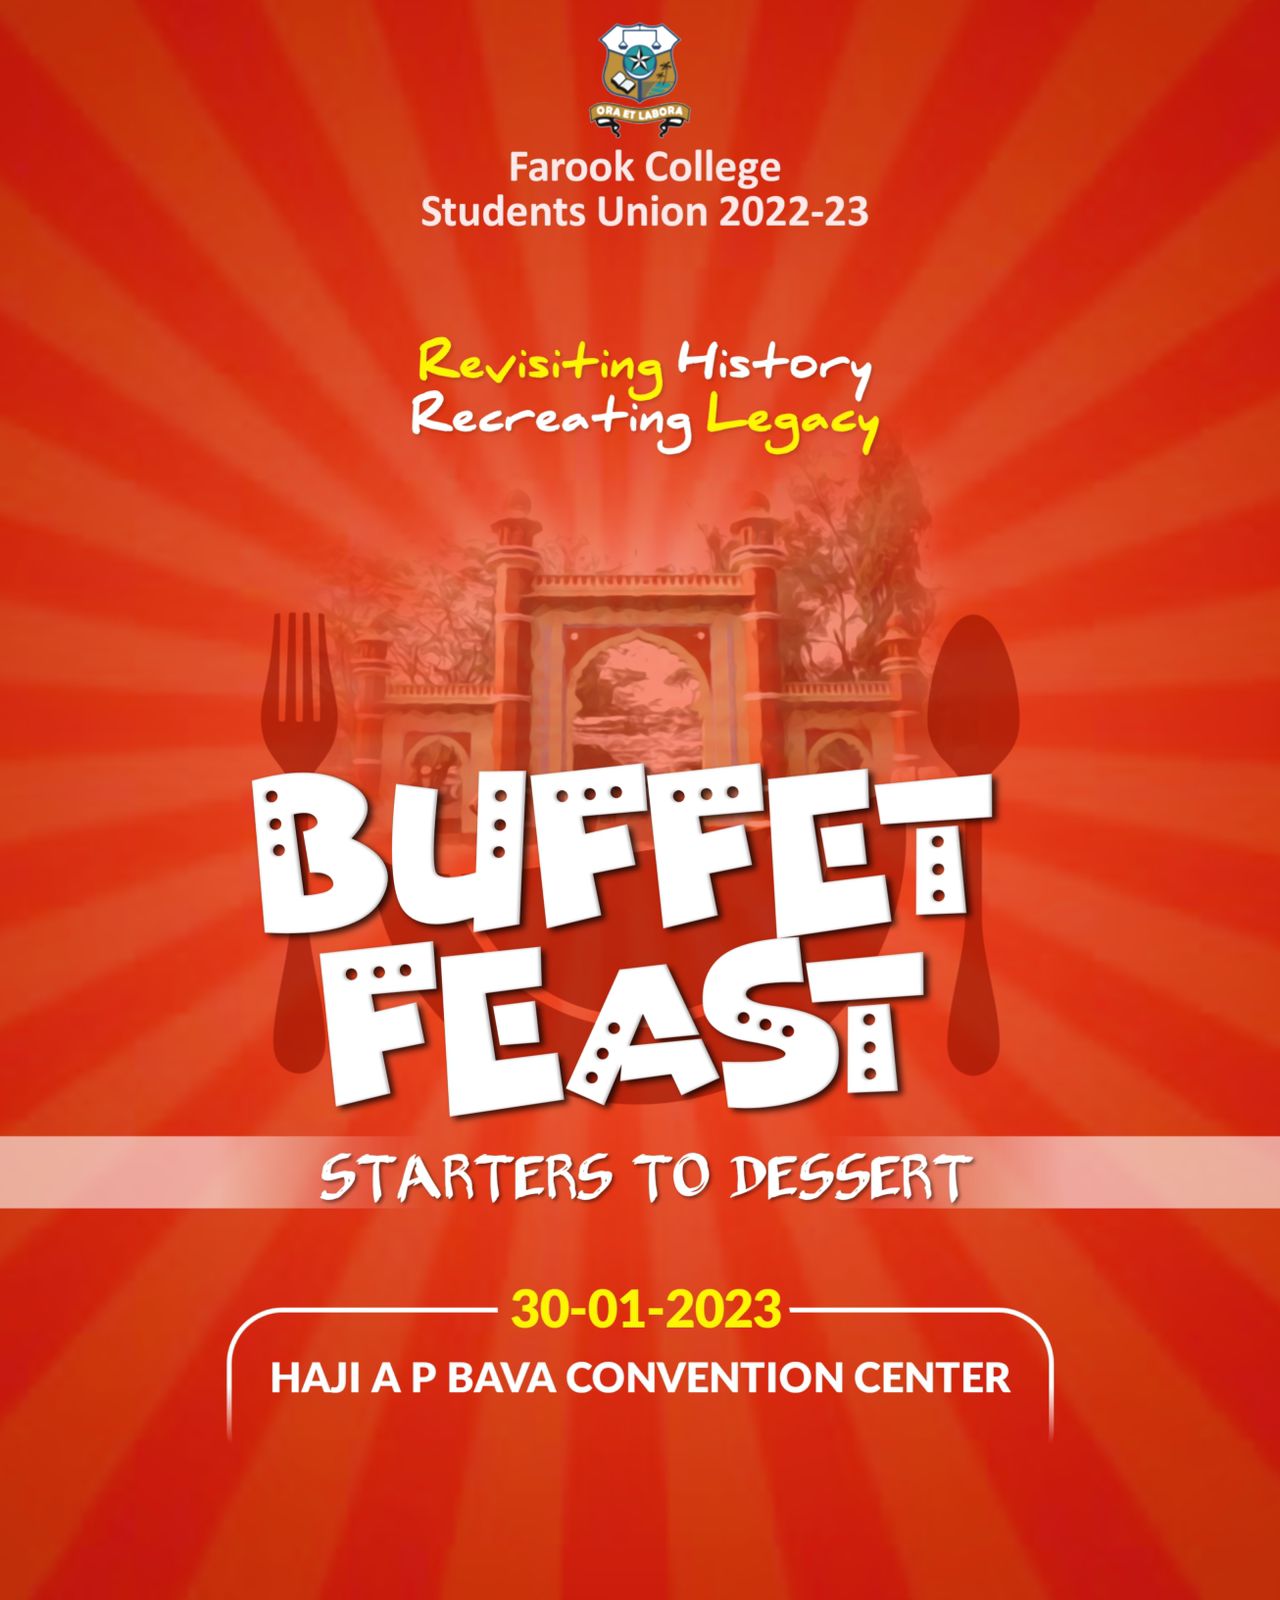 ORA ET LABORA
Farook College
Students Union 2022-23
Revisiting History
Recreating Legacy
BUFFET
FEAST
STARTERS TO DESSERT
30-01-2023
HAJI A P BAVA CONVENTION CENTER